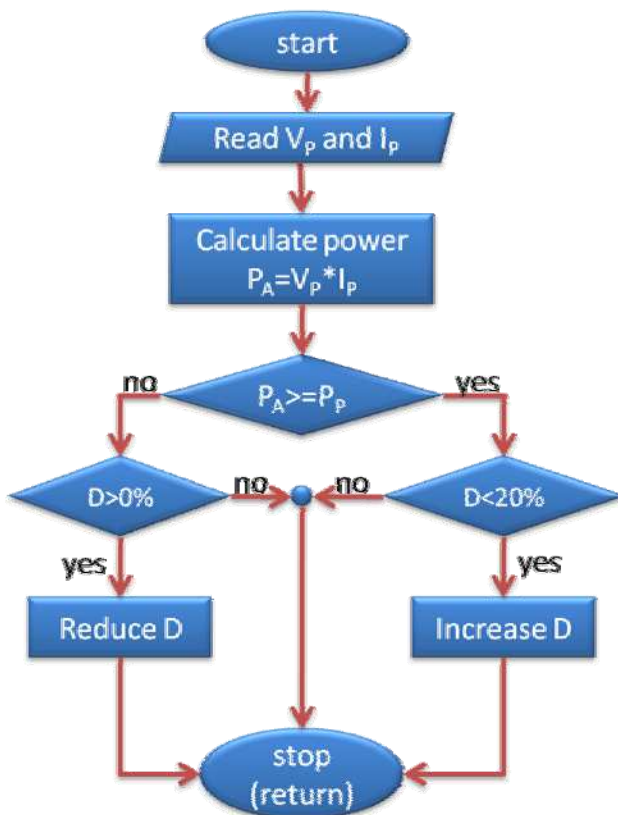 start
Read V_P and I_P
Calculate power
P_A=V_P*I_P
no
yes
P_A>=P_P
D>0%
no
no
D<20%
yes
yes
Reduce D
Increase D
stop
(return)